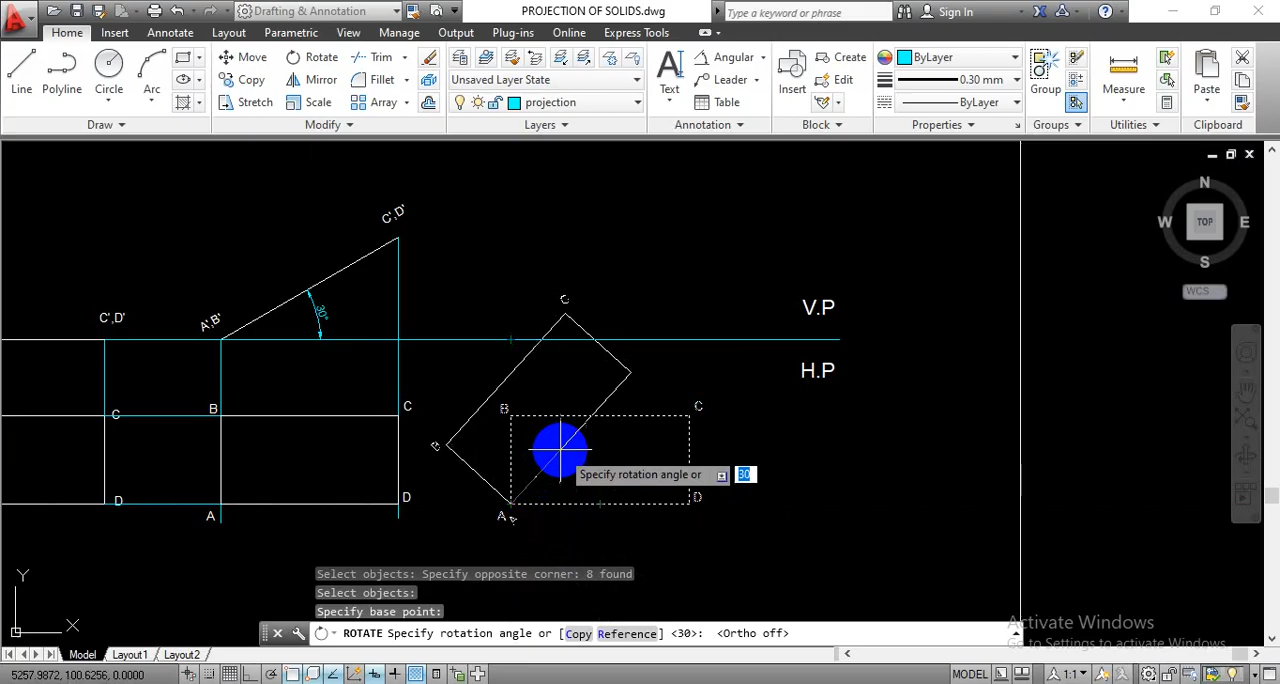 Drafting & Annotation
PROJECTION OF SOLIDS.dwg
Type a keyword or phrase
Sign In
Home Insert Annotate Layout Parametric View Manage Output Plug-ins Online Express Tools
Line
Polyline
Circle
Arc
Draw
Move Rotate Trim
Copy Mirror Fillet
Stretch Scale Array
Modify
Unsaved Layer State
projection
Layers
Text
Angular
Leader
Table
Annotation
Insert
Create
Edit
Block
ByLayer
0.30 mm
ByLayer
Properties
Group
Groups
Measure
Utilities
Paste
Clipboard
N
W TOP E
S
WCS
C',D'
C',D' A',B'
30°
V.P
H.P
C
C B C B C
B
D A D A D
A
Specify rotation angle or 30
Y
X
Select objects: Specify opposite corner: 8 found
Select objects:
Specify base point:
ROTATE Specify rotation angle or [Copy Reference] <30>: <Ortho off>
Activate Windows
Go to Settings to activate Windows.
Model Layout1 Layout2
5257.9872, 100.6256, 0.0000
MODEL
1:1